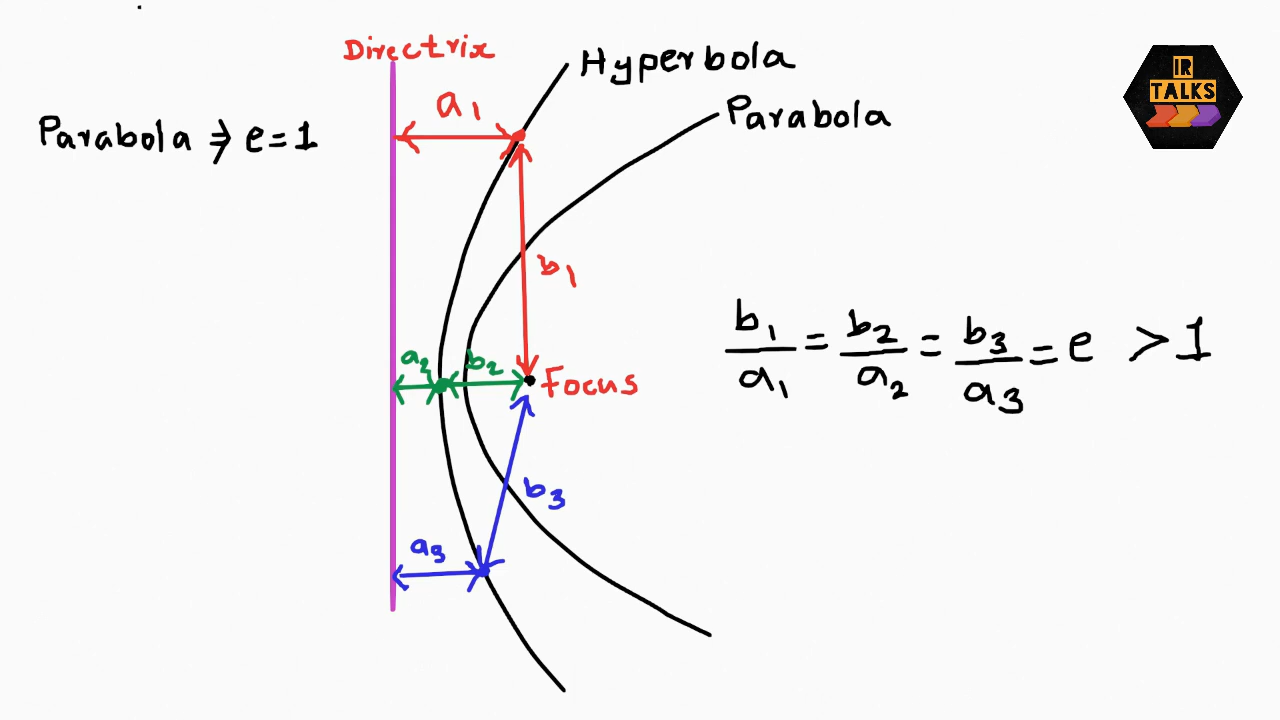 Directrix
Hyperbola
IR
TALKS
a1
Parabola
Parabola ⇒ e=1
b1
b1/a1 = b2/a2 = b3/a3 = e > 1
a2 b2
Focus
b3
a3